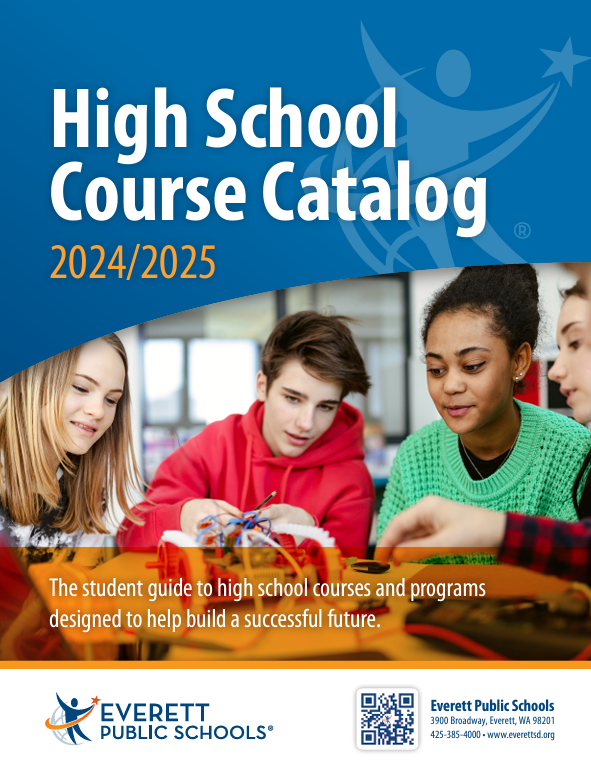 High School
Course Catalog
2024/2025
®
The student guide to high school courses and programs
designed to help build a successful future.
EVERETT
PUBLIC SCHOOLS®
Everett Public Schools
3900 Broadway, Everett, WA 98201
425-385-4000 • www.everettsd.org